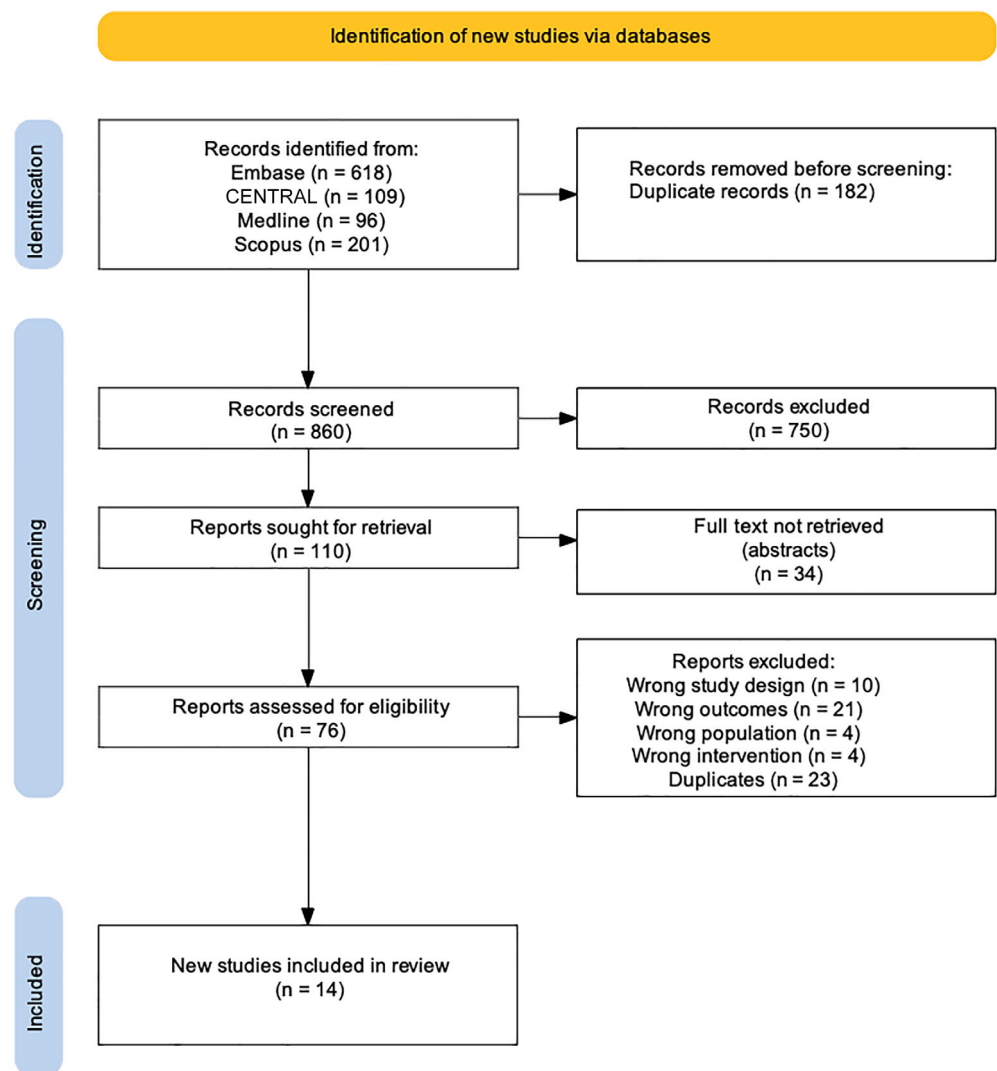 Identification of new studies via databases
Identification
Records identified from:
Embase (n = 618)
CENTRAL (n = 109)
Medline (n = 96)
Scopus (n = 201)
Records removed before screening:
Duplicate records (n = 182)
Screening
Records screened
(n = 860)
Records excluded
(n = 750)
Reports sought for retrieval
(n = 110)
Full text not retrieved
(abstracts)
(n = 34)
Reports assessed for eligibility
(n = 76)
Reports excluded:
Wrong study design (n = 10)
Wrong outcomes (n = 21)
Wrong population (n = 4)
Wrong intervention (n = 4)
Duplicates (n = 23)
Included
New studies included in review
(n = 14)